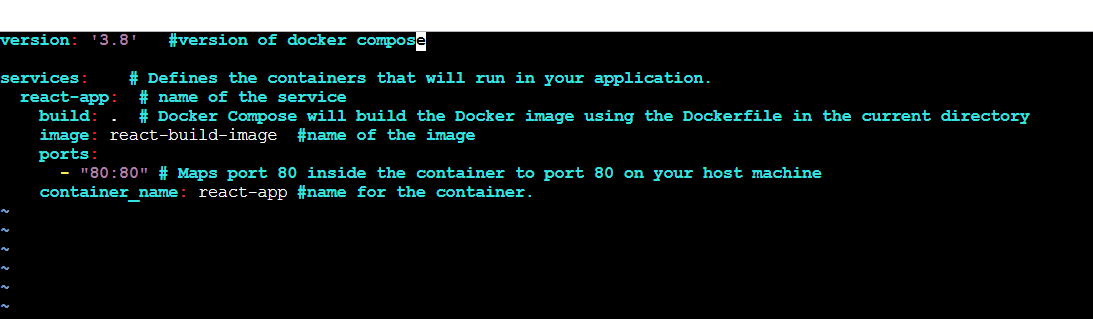 version: '3.8'   #version of docker compose
services:    # Defines the containers that will run in your application.
  react-app:  # name of the service
    build: .  # Docker Compose will build the Docker image using the Dockerfile in the current directory
    image: react-build-image  #name of the image
    ports:
      - "80:80" # Maps port 80 inside the container to port 80 on your host machine
    container_name: react-app #name for the container.
~
~
~
~
~
~